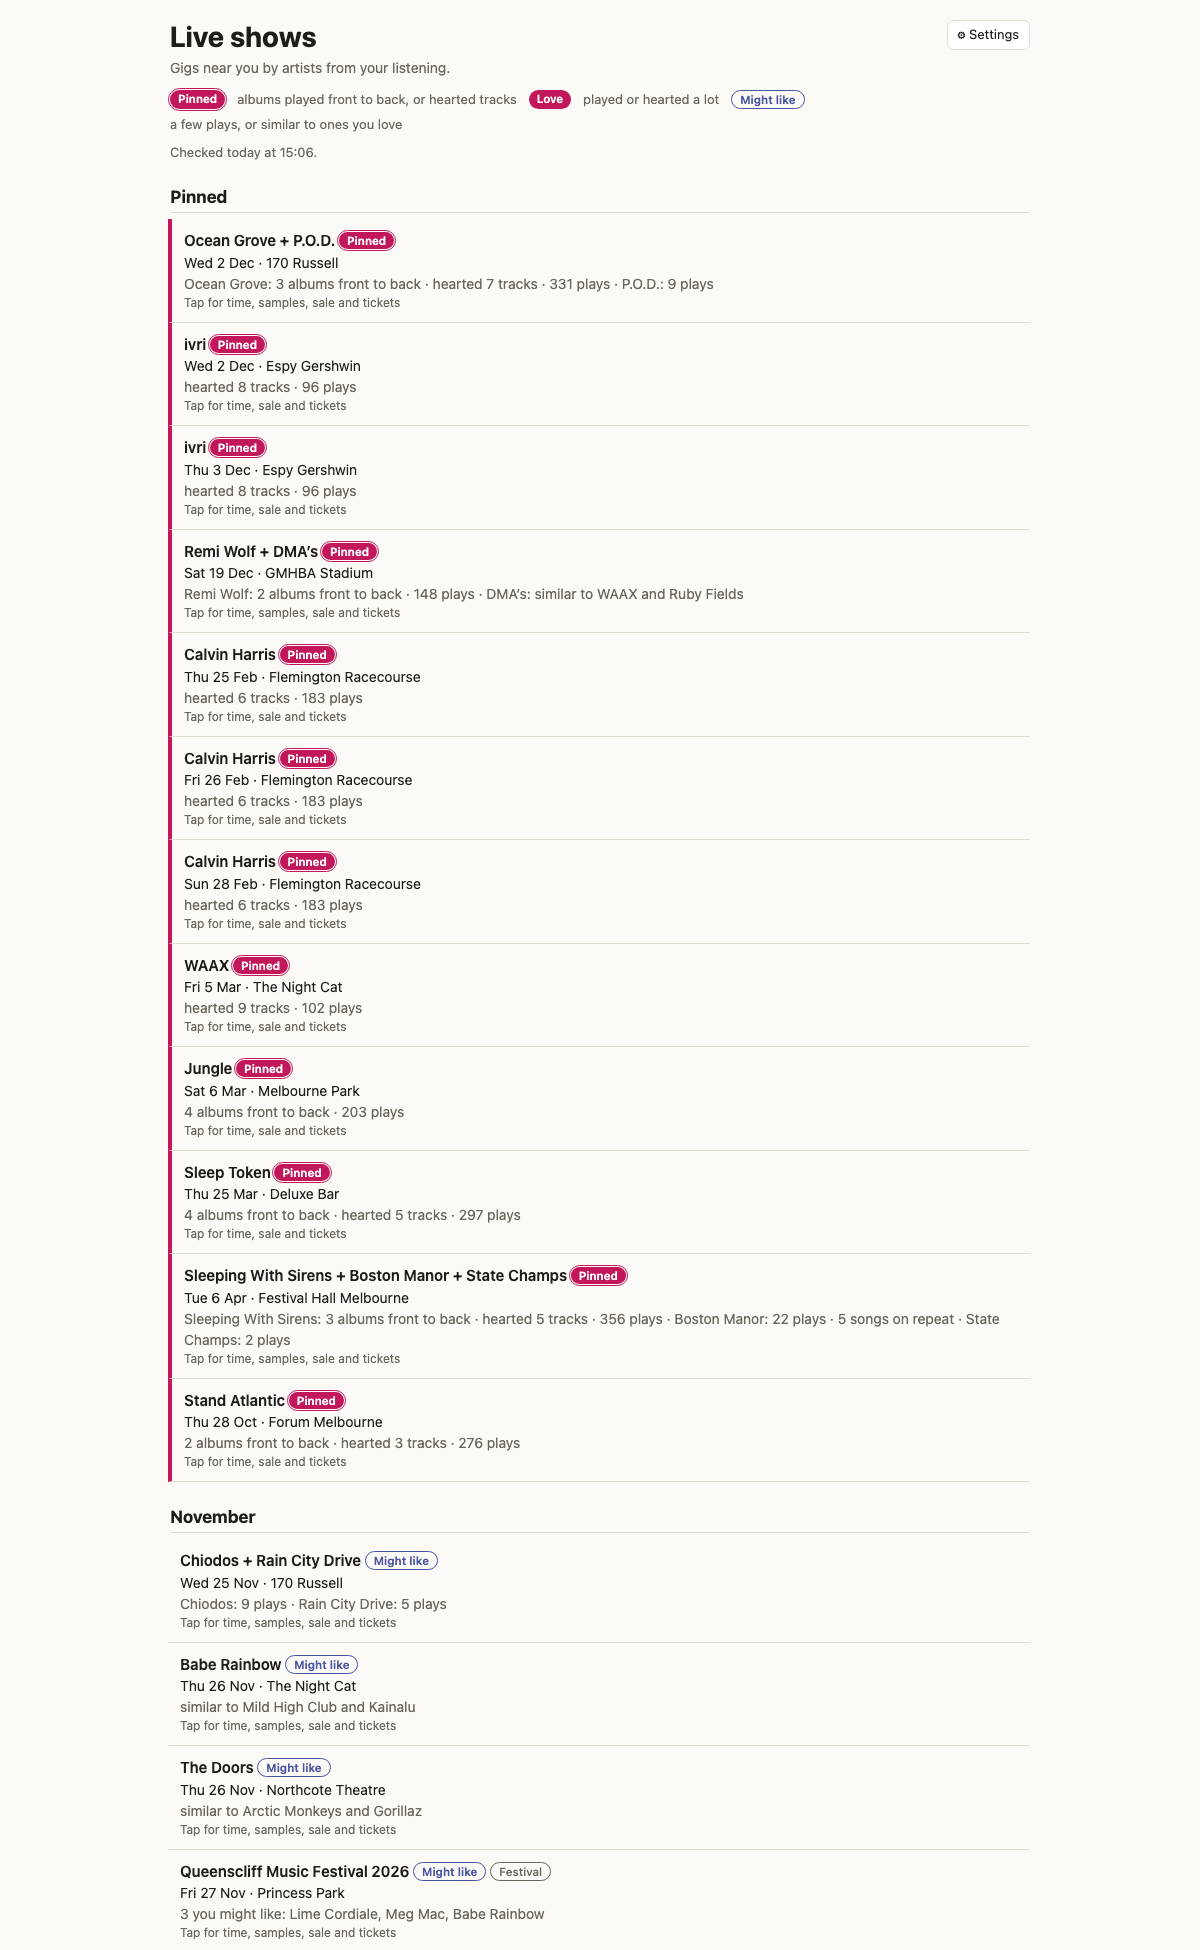 Live shows
⚙ Settings
Gigs near you by artists from your listening.
Pinned albums played front to back, or hearted tracks Love played or hearted a lot Might like
a few plays, or similar to ones you love
Checked today at 15:06.
Pinned
Ocean Grove + P.O.D. Pinned
Wed 2 Dec · 170 Russell
Ocean Grove: 3 albums front to back · hearted 7 tracks · 331 plays · P.O.D.: 9 plays
Tap for time, samples, sale and tickets
ivri Pinned
Wed 2 Dec · Espy Gershwin
hearted 8 tracks · 96 plays
Tap for time, sale and tickets
ivri Pinned
Thu 3 Dec · Espy Gershwin
hearted 8 tracks · 96 plays
Tap for time, sale and tickets
Remi Wolf + DMA’s Pinned
Sat 19 Dec · GMHBA Stadium
Remi Wolf: 2 albums front to back · 148 plays · DMA’s: similar to WAAX and Ruby Fields
Tap for time, samples, sale and tickets
Calvin Harris Pinned
Thu 25 Feb · Flemington Racecourse
hearted 6 tracks · 183 plays
Tap for time, sale and tickets
Calvin Harris Pinned
Fri 26 Feb · Flemington Racecourse
hearted 6 tracks · 183 plays
Tap for time, sale and tickets
Calvin Harris Pinned
Sun 28 Feb · Flemington Racecourse
hearted 6 tracks · 183 plays
Tap for time, sale and tickets
WAAX Pinned
Fri 5 Mar · The Night Cat
hearted 9 tracks · 102 plays
Tap for time, sale and tickets
Jungle Pinned
Sat 6 Mar · Melbourne Park
4 albums front to back · 203 plays
Tap for time, sale and tickets
Sleep Token Pinned
Thu 25 Mar · Deluxe Bar
4 albums front to back · hearted 5 tracks · 297 plays
Tap for time, sale and tickets
Sleeping With Sirens + Boston Manor + State Champs Pinned
Tue 6 Apr · Festival Hall Melbourne
Sleeping With Sirens: 3 albums front to back · hearted 5 tracks · 356 plays · Boston Manor: 22 plays · 5 songs on repeat · State
Champs: 2 plays
Tap for time, samples, sale and tickets
Stand Atlantic Pinned
Thu 28 Oct · Forum Melbourne
2 albums front to back · hearted 3 tracks · 276 plays
Tap for time, sale and tickets
November
Chiodos + Rain City Drive Might like
Wed 25 Nov · 170 Russell
Chiodos: 9 plays · Rain City Drive: 5 plays
Tap for time, samples, sale and tickets
Babe Rainbow Might like
Thu 26 Nov · The Night Cat
similar to Mild High Club and Kainalu
Tap for time, samples, sale and tickets
The Doors Might like
Thu 26 Nov · Northcote Theatre
similar to Arctic Monkeys and Gorillaz
Tap for time, samples, sale and tickets
Queenscliff Music Festival 2026 Might like Festival
Fri 27 Nov · Princess Park
3 you might like: Lime Cordiale, Meg Mac, Babe Rainbow
Tap for time, samples, sale and tickets